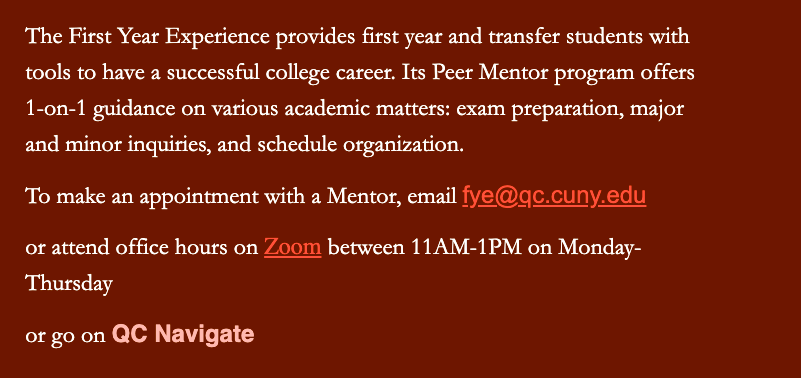 The First Year Experience provides first year and transfer students with
tools to have a successful college career. Its Peer Mentor program offers
1-on-1 guidance on various academic matters: exam preparation, major
and minor inquiries, and schedule organization.
To make an appointment with a Mentor, email fye@qc.cuny.edu
or attend office hours on Zoom between 11AM-1PM on Monday-
Thursday
or go on QC Navigate